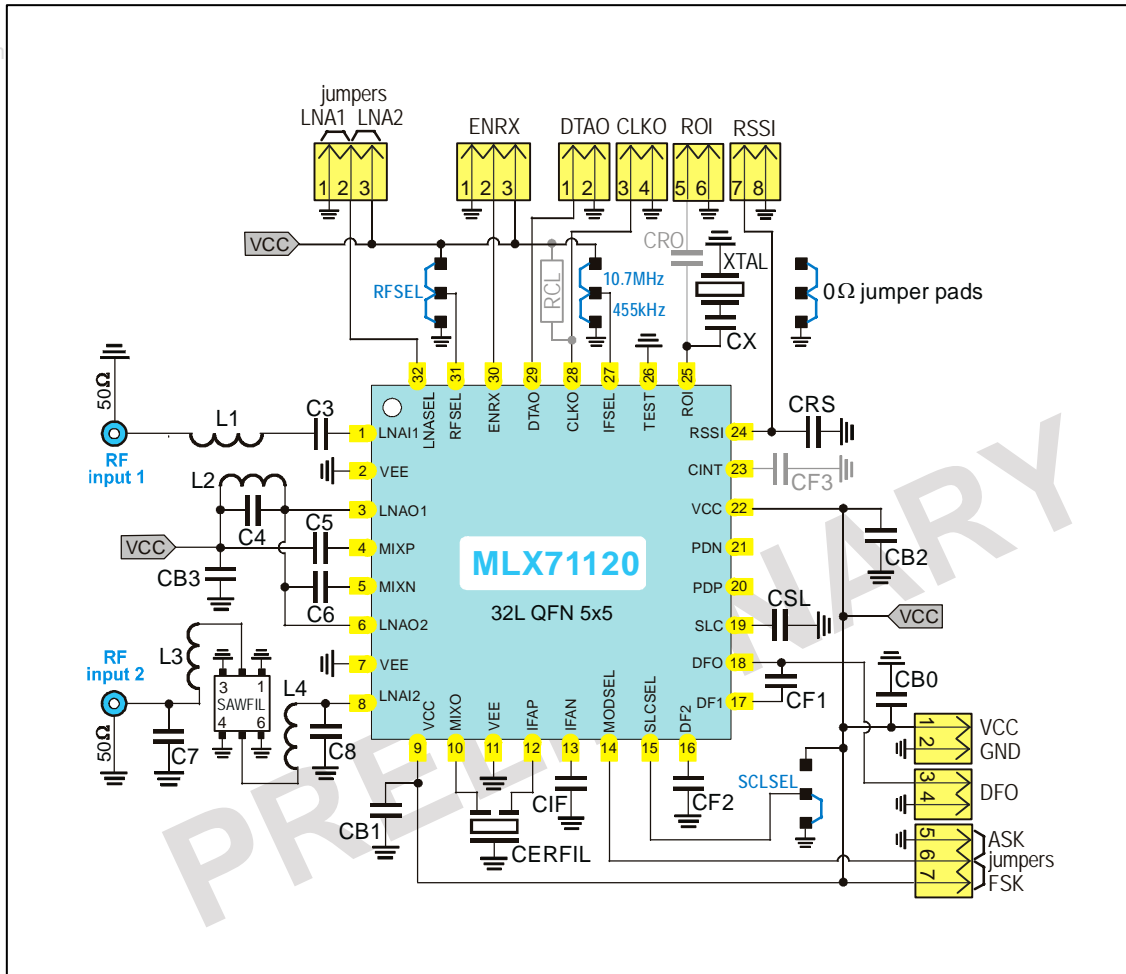 jumpers
LNA1 LNA2
ENRX
DTAO CLKO ROI RSSI
1 2 3
1 2 3
1 2 3 4 5 6 7 8
VCC
CRO
XTAL
RFSEL
RCL
10.7MHz
455kHz
0Ω jumper pads
CX
50Ω
32 31 30 29 28 27 26 25
LNASEL RFSEL ENRX DTAO CLKO IFSEL TEST ROI
L1
C3
1 LNAI1
RF
input 1
RSSI 24
CRS
2 VEE
CINT 23
CF3
L2
C4
3 LNAO1
VCC 22
C5
VCC
4 MIXP
PDN 21
CB2
CB3
MLX71120
5 MIXN
PDP 20
C6
32L QFN 5x5
6 LNAO2
SLC 19
CSL
VCC
L3
RF
input 2
7 VEE
DFO 18
3 1
SAWFIL
4 6
L4
8 LNAI2
DF1 17
CF1
CB0
50Ω
C7
C8
VCC MIXO VEE IFAP IFAN MODSEL SLCSEL DF2
9 10 11 12 13 14 15 16
1 VCC
2 GND
SCLSEL
3
4
DFO
CB1
CERFIL
CIF
CF2
5 ASK
6 jumpers
7 FSK
PRELIMINARY